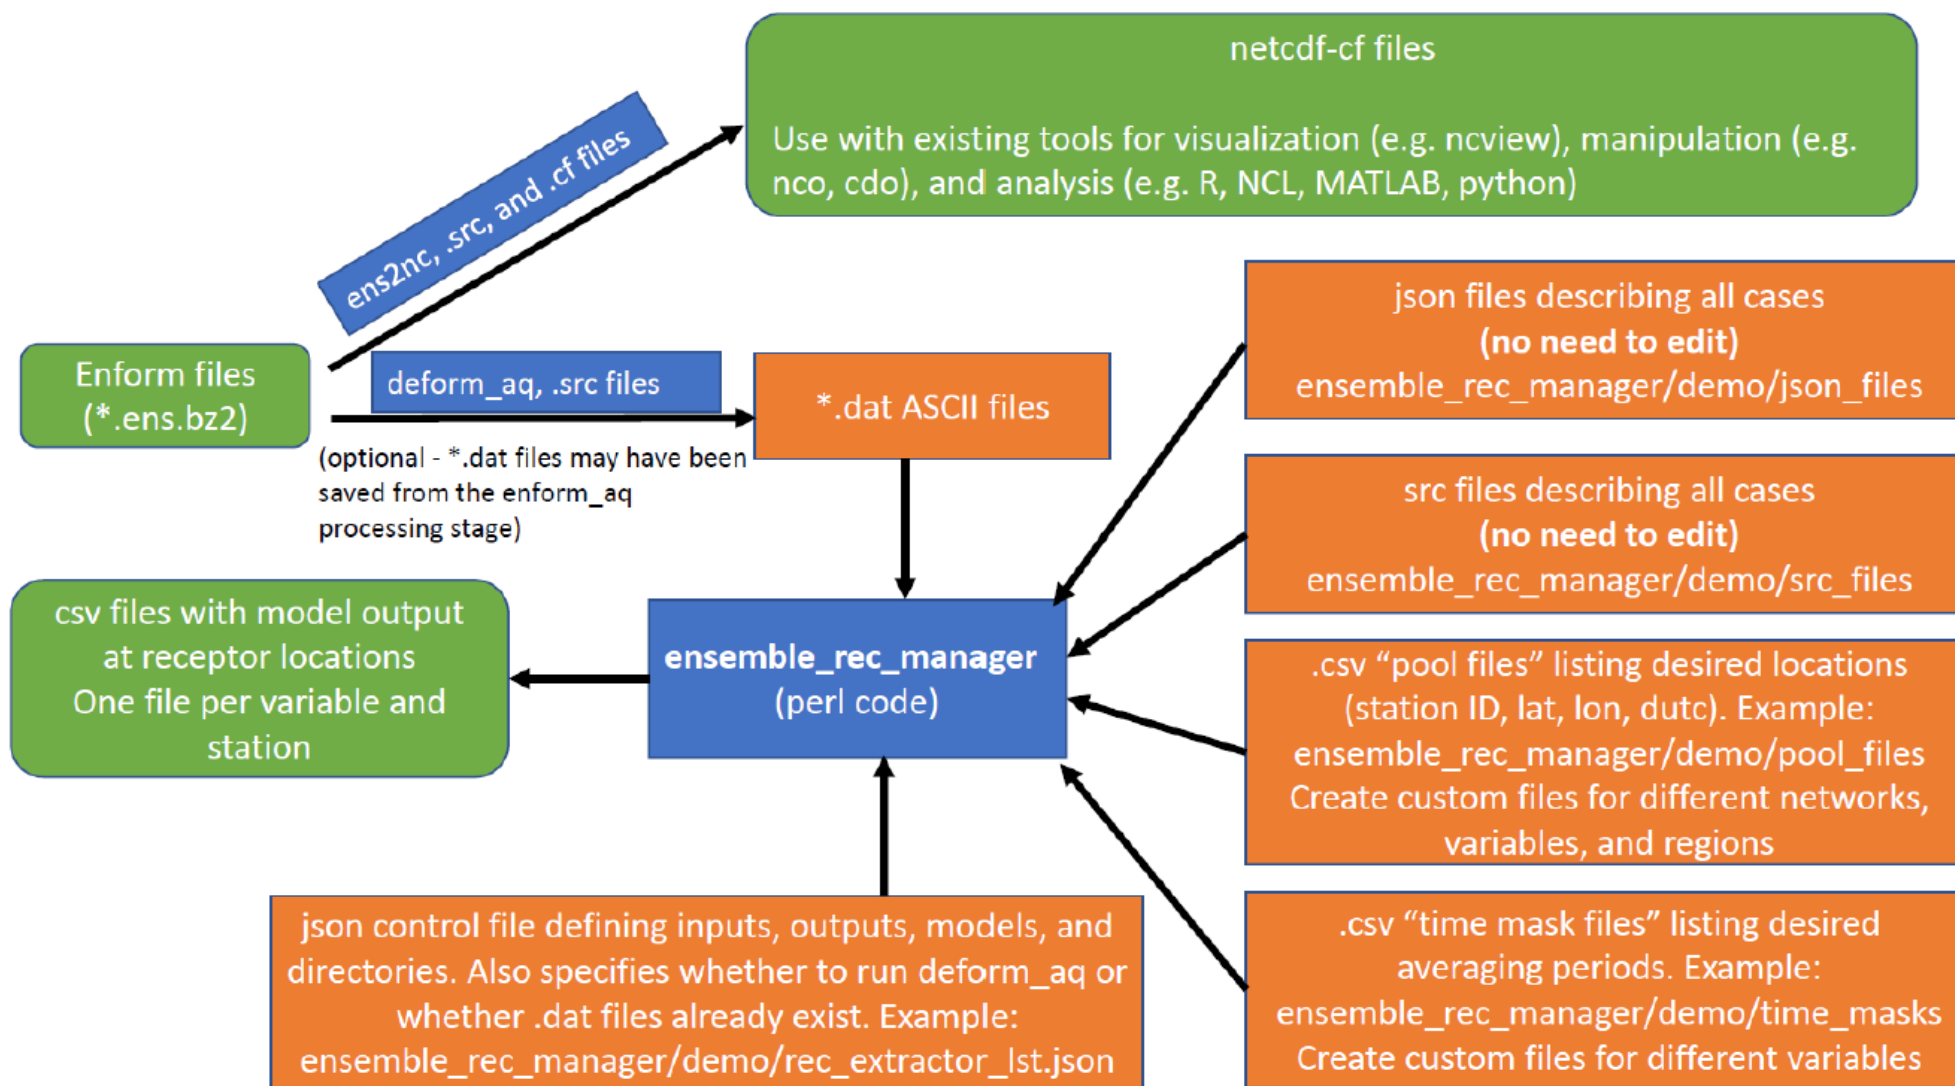 netcdf-cf files
Use with existing tools for visualization (e.g. ncview), manipulation (e.g.
nco, cdo), and analysis (e.g. R, NCL, MATLAB, python)
ens2nc, .src, and .cf files
Enform files
(*.ens.bz2)
deform_aq, .src files
(optional - *.dat files may have been
saved from the enform_aq
processing stage)
*.dat ASCII files
json files describing all cases
(no need to edit)
ensemble_rec_manager/demo/json_files
src files describing all cases
(no need to edit)
ensemble_rec_manager/demo/src_files
csv files with model output
at receptor locations
One file per variable and
station
ensemble_rec_manager
(perl code)
.csv “pool files” listing desired locations
(station ID, lat, lon, dutc). Example:
ensemble_rec_manager/demo/pool_files
Create custom files for different networks,
variables, and regions
json control file defining inputs, outputs, models, and
directories. Also specifies whether to run deform_aq or
whether .dat files already exist. Example:
ensemble_rec_manager/demo/rec_extractor_lst.json
.csv “time mask files” listing desired
averaging periods. Example:
ensemble_rec_manager/demo/time_masks
Create custom files for different variables